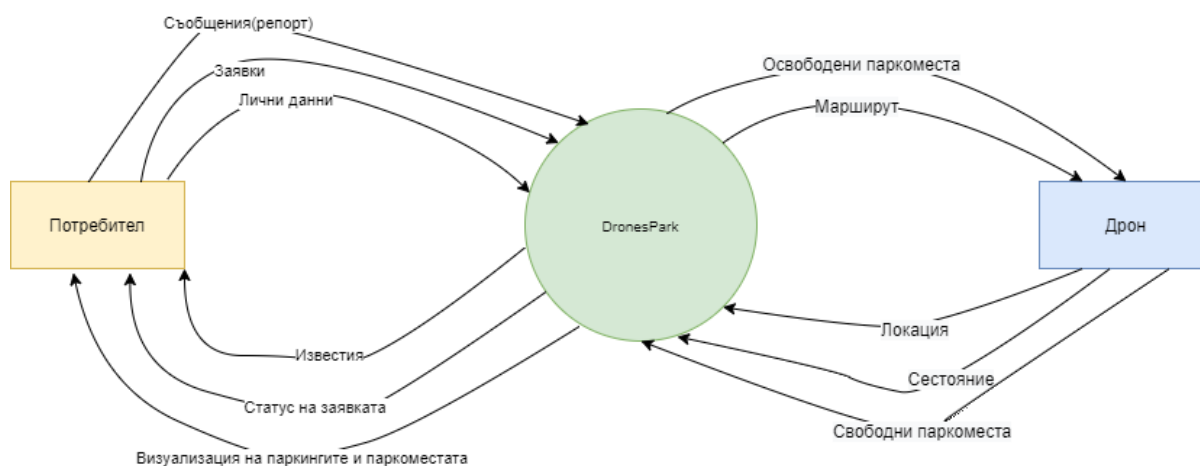 Съобщения(репорт)
Заявки
Лични данни
Освободени паркоместа
Маршрут
Потребител
DronesPark
Дрон
Локация
Известия
Сестояние
Статус на заявката
Свободни паркоместа
Визуализация на паркингите и паркоместата